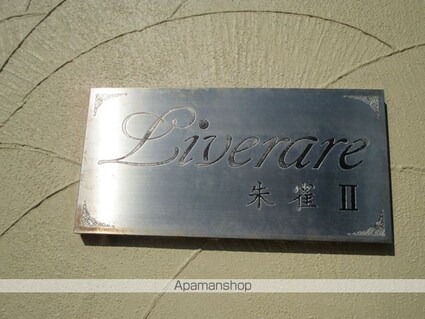 Liverare
朱雀 Ⅱ
Apamanshop